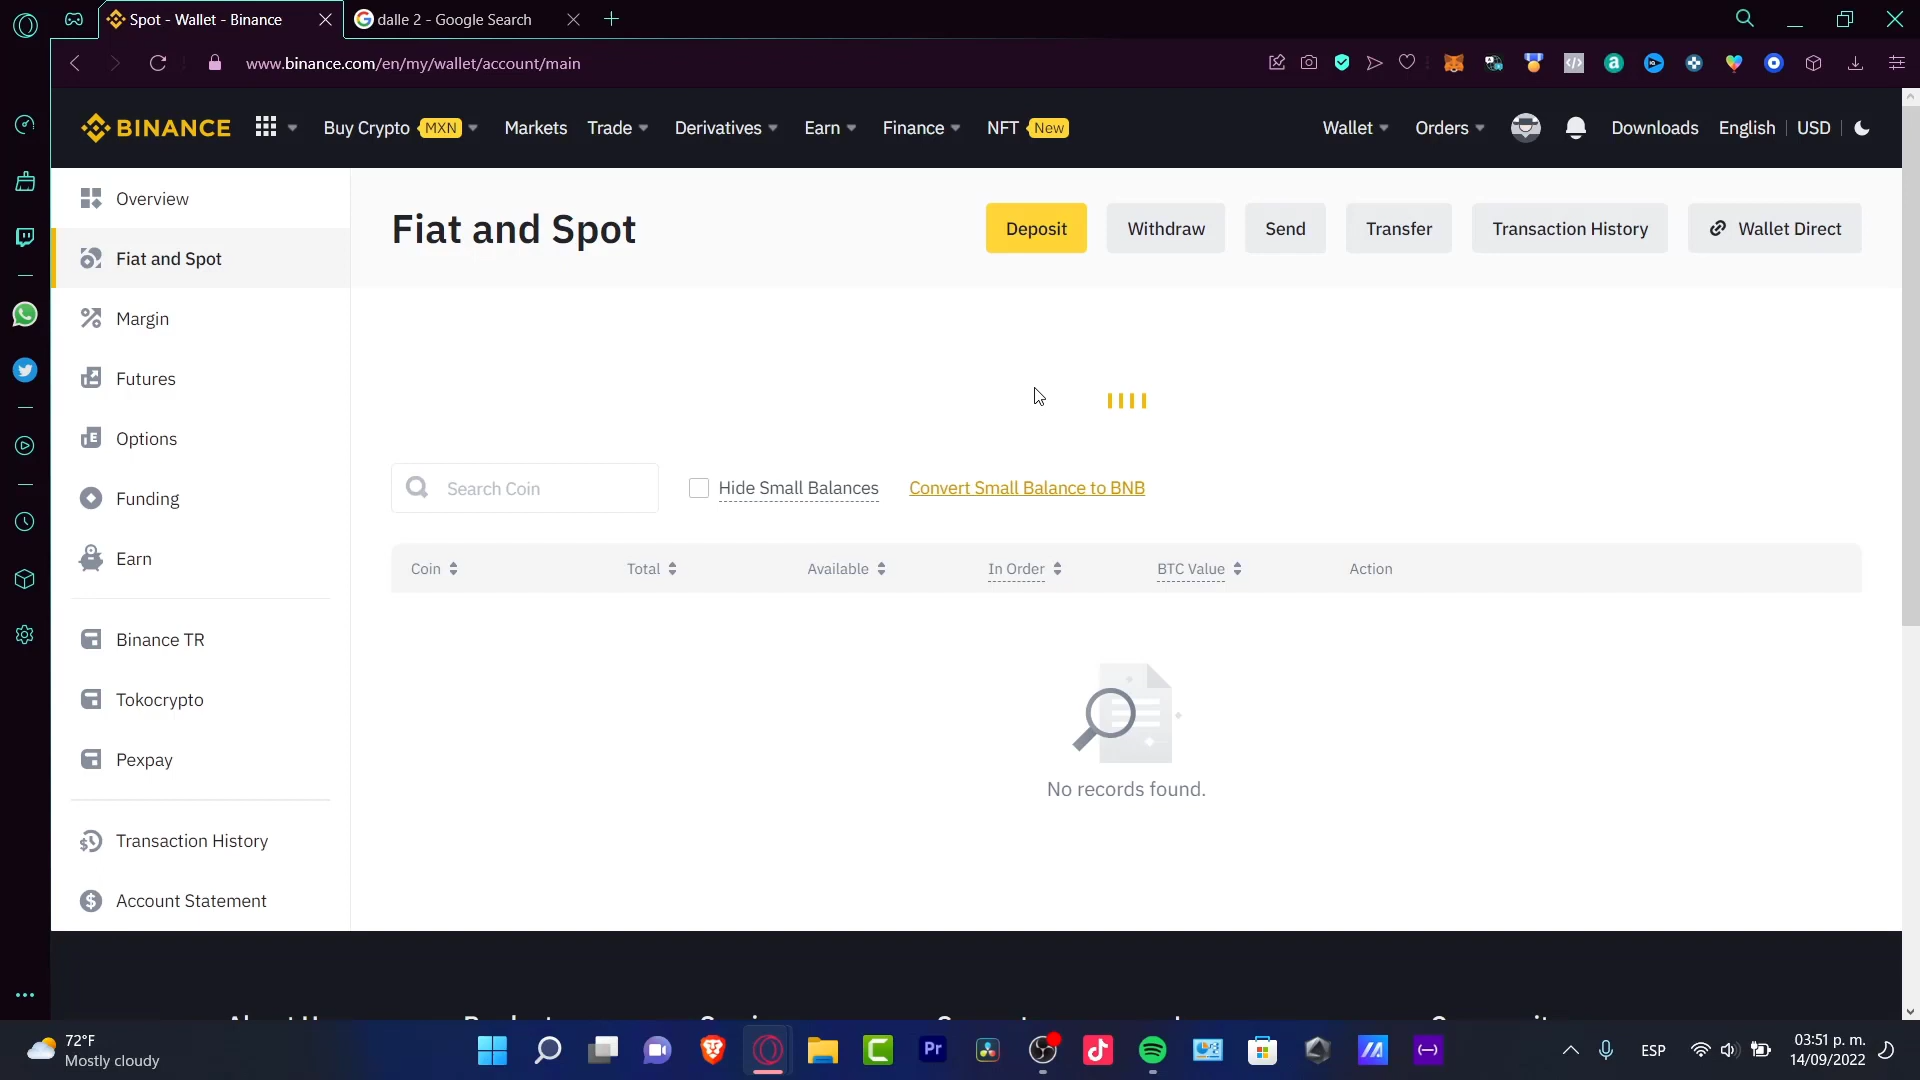 Spot - Wallet - Binance
dalle 2 - Google Search
www.binance.com/en/my/wallet/account/main
BINANCE
Buy Crypto MXN
Markets
Trade
Derivatives
Earn
Finance
NFT New
Wallet
Orders
Downloads
English
USD
Overview
Fiat and Spot
Margin
Futures
Options
Funding
Earn
Binance TR
Tokocrypto
Pexpay
Transaction History
Account Statement
Fiat and Spot
Deposit
Withdraw
Send
Transfer
Transaction History
Wallet Direct
Search Coin
Hide Small Balances
Convert Small Balance to BNB
Coin
Total
Available
In Order
BTC Value
Action
No records found.
72°F
Mostly cloudy
Pr
ESP
03:51 p. m.
14/09/2022